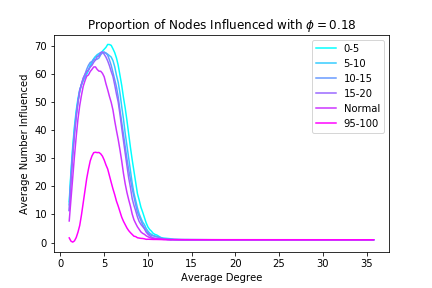 Proportion of Nodes Influenced with ϕ = 0.18
Average Number Influenced
70
60
50
40
30
20
10
0
0-5
5-10
10-15
15-20
Normal
95-100
0 5 10 15 20 25 30 35
Average Degree